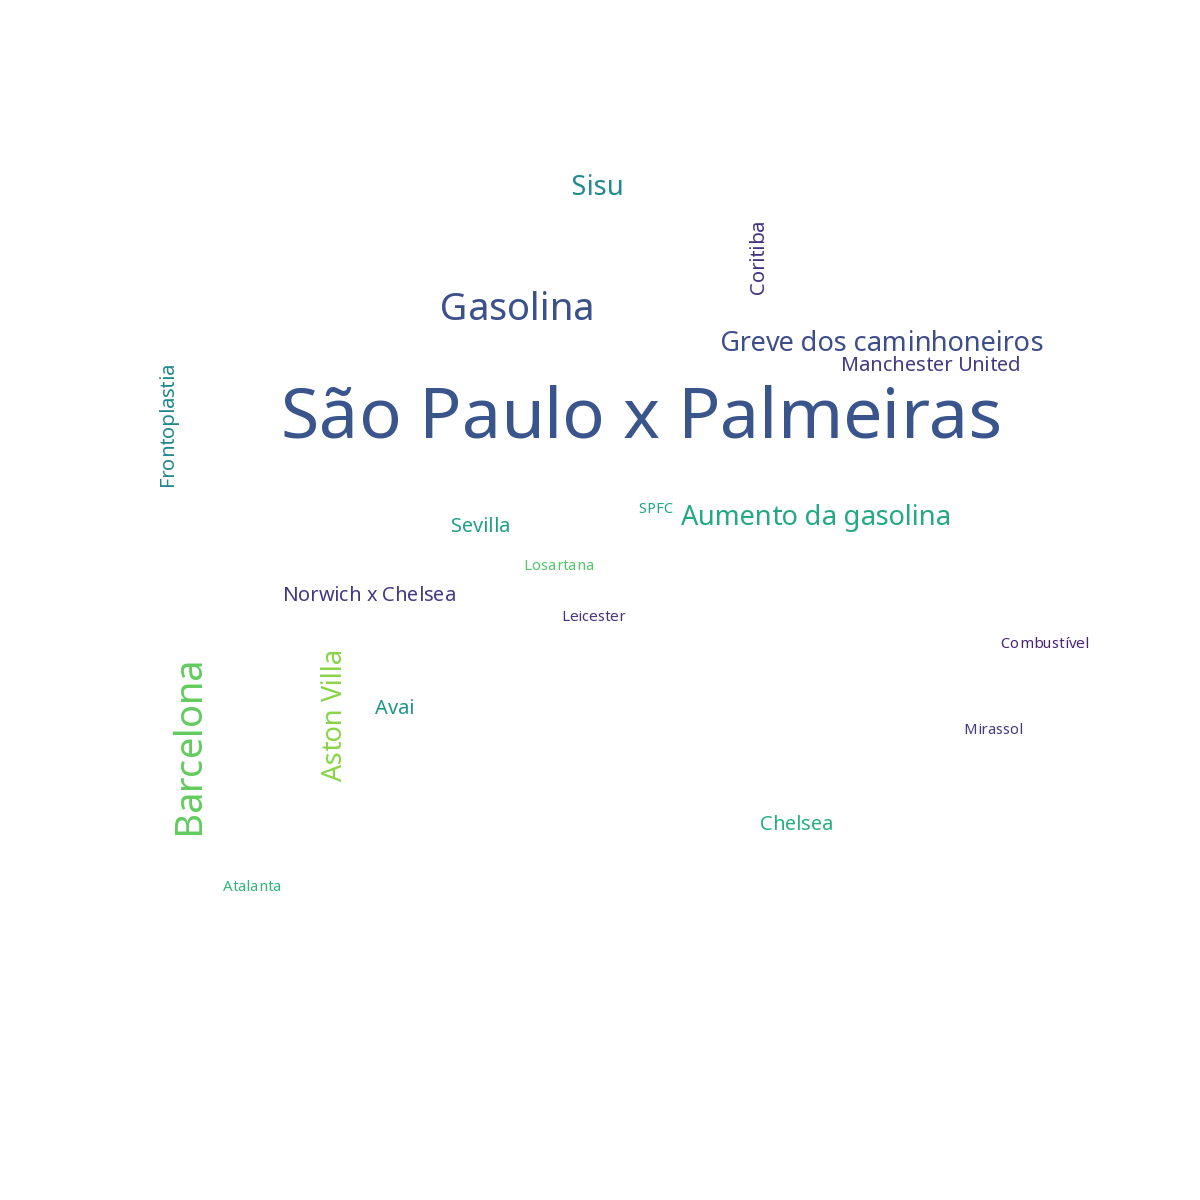 Sisu
Coritiba
Gasolina
Greve dos caminhoneiros
Manchester United
Frontoplastia
São Paulo x Palmeiras
SPFC
Aumento da gasolina
Sevilla
Losartana
Norwich x Chelsea
Leicester
Combustível
Barcelona
Aston Villa
Avai
Mirassol
Chelsea
Atalanta